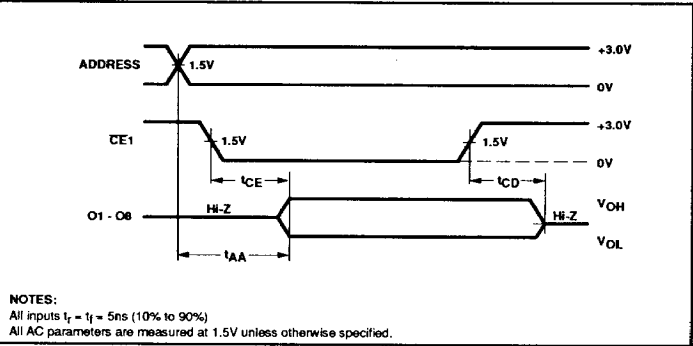 ADDRESS
1.5V
+3.0V
0V
CE1
1.5V
1.5V
+3.0V
0V
tCE
tCD
O1 - O8
Hi-Z
Hi-Z
VOH
VOL
tAA
NOTES:
All inputs tr = tf = 5ns (10% to 90%)
All AC parameters are measured at 1.5V unless otherwise specified.